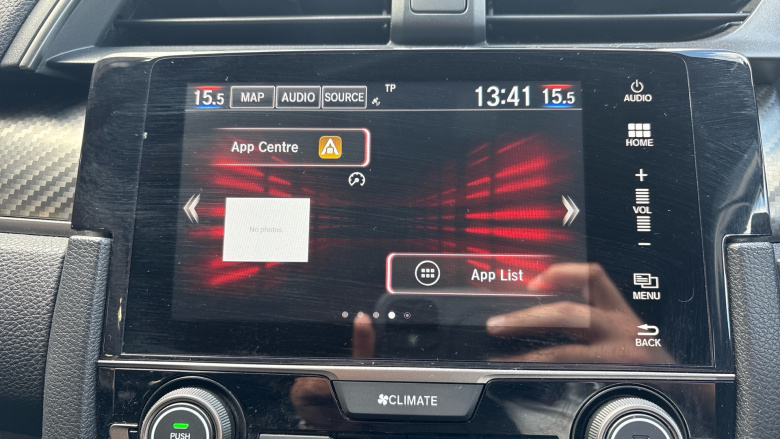 15.5 MAP AUDIO SOURCE TP 13:41 15.5
AUDIO
HOME
App Centre
+
VOL
−
No photos.
App List
MENU
BACK
CLIMATE
PUSH